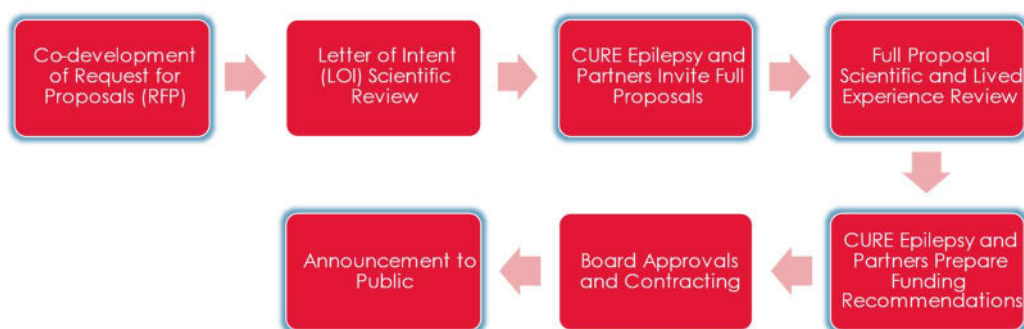 Co-development
of Request for
Proposals (RFP)
Letter of Intent
(LOI) Scientific
Review
CURE Epilepsy and
Partners Invite Full
Proposals
Full Proposal
Scientific and Lived
Experience Review
CURE Epilepsy and
Partners Prepare
Funding
Recommendations
Board Approvals
and Contracting
Announcement to
Public